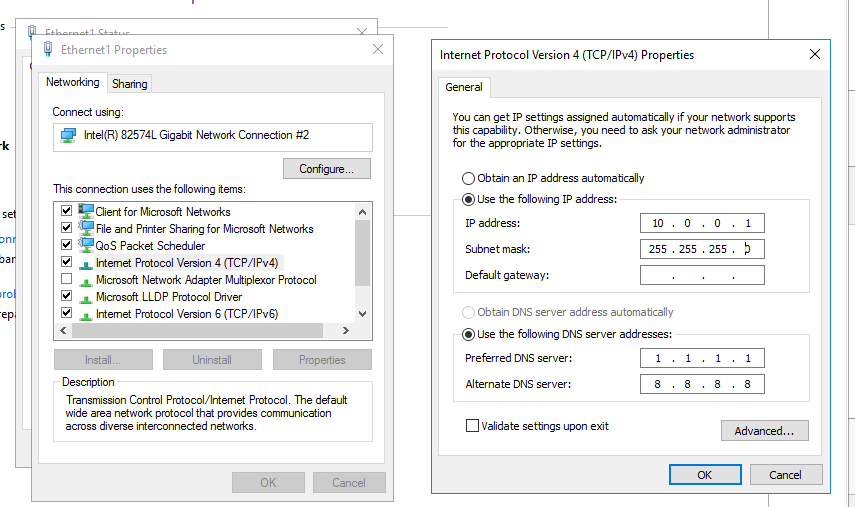 Ethernet1 Status
Ethernet1 Properties
Networking
Sharing
Connect using:
Intel(R) 82574L Gigabit Network Connection #2
Configure...
This connection uses the following items:
Client for Microsoft Networks
File and Printer Sharing for Microsoft Networks
QoS Packet Scheduler
Internet Protocol Version 4 (TCP/IPv4)
Microsoft Network Adapter Multiplexor Protocol
Microsoft LLDP Protocol Driver
Internet Protocol Version 6 (TCP/IPv6)
Install...
Uninstall
Properties
Description
Transmission Control Protocol/Internet Protocol. The default
wide area network protocol that provides communication
across diverse interconnected networks.
OK
Cancel
Internet Protocol Version 4 (TCP/IPv4) Properties
General
You can get IP settings assigned automatically if your network supports
this capability. Otherwise, you need to ask your network administrator
for the appropriate IP settings.
Obtain an IP address automatically
Use the following IP address:
IP address:
10 . 0 . 0 . 1
Subnet mask:
255 . 255 . 255 . 0
Default gateway:
. . .
Obtain DNS server address automatically
Use the following DNS server addresses:
Preferred DNS server:
1 . 1 . 1 . 1
Alternate DNS server:
8 . 8 . 8 . 8
Validate settings upon exit
Advanced...
OK
Cancel